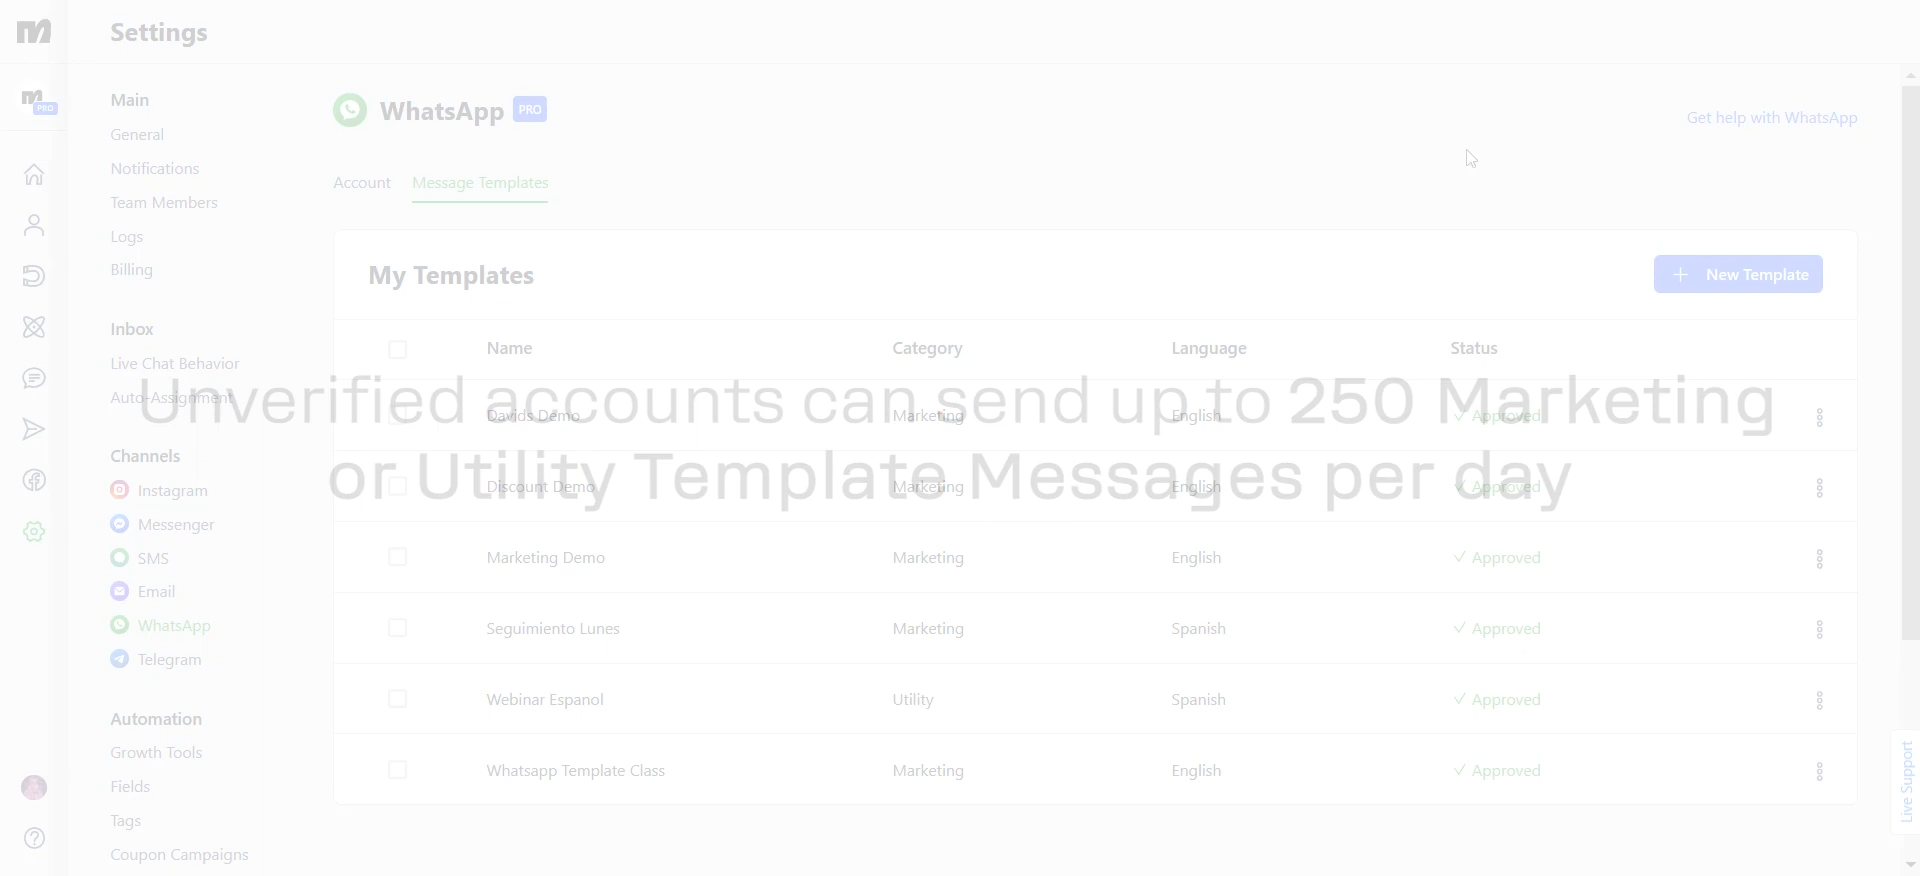 Settings
PRO
Main
General
Notifications
Team Members
Logs
Billing
Inbox
Live Chat Behavior
Auto-Assignment
Channels
Instagram
Messenger
SMS
Email
WhatsApp
Telegram
Automation
Growth Tools
Fields
Tags
Coupon Campaigns
WhatsApp PRO
Get help with WhatsApp
Account Message Templates
My Templates
+ New Template
Name Category Language Status
Davids Demo Marketing English Approved
Discount Demo Marketing English Approved
Marketing Demo Marketing English Approved
Seguimiento Lunes Marketing Spanish Approved
Webinar Espanol Utility Spanish Approved
Whatsapp Template Class Marketing English Approved
Unverified accounts can send up to 250 Marketing
or Utility Template Messages per day
Live Support